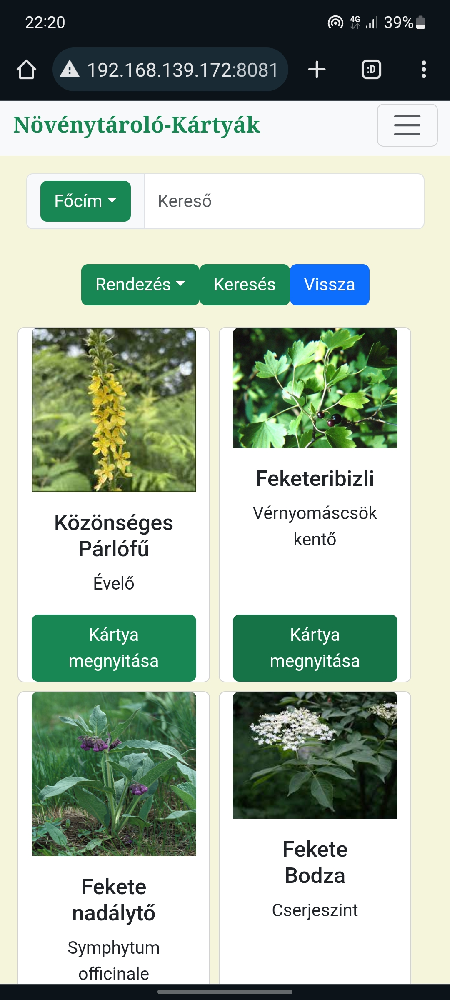 22:20
4G
39%
192.168.139.172:8081
:D
Növénytároló-Kártyák
Főcím
Kereső
Rendezés
Keresés
Vissza
Közönséges
Párlófű
Évelő
Kártya
megnyitása
Feketeribizli
Vérnyomáscsök
kentő
Kártya
megnyitása
Fekete
nadálytő
Symphytum
officinale
Fekete
Bodza
Cserjeszint